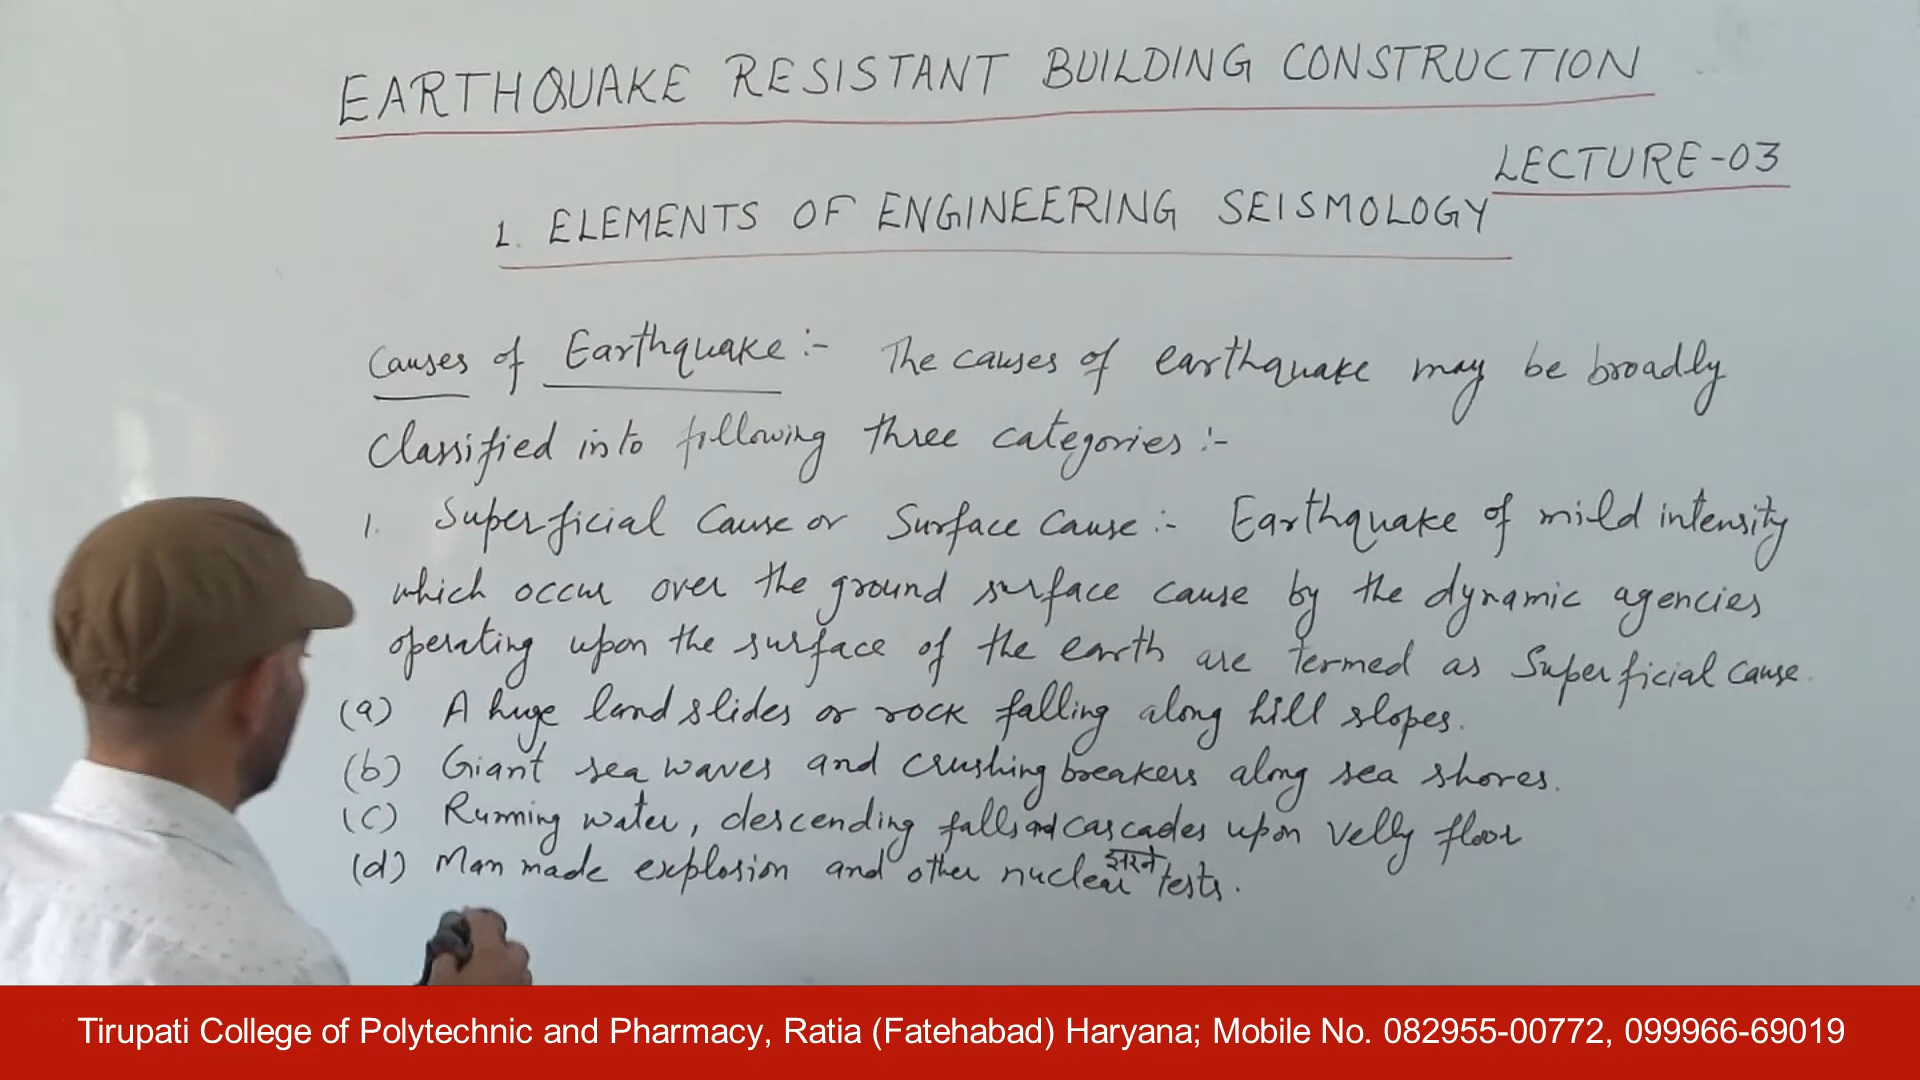 EARTHQUAKE RESISTANT BUILDING CONSTRUCTION
LECTURE-03
1. ELEMENTS OF ENGINEERING SEISMOLOGY
Causes of Earthquake :- The causes of earthquake may be broadly
Classified into following three categories :-
1. Superficial Cause or Surface Cause :- Earthquake of mild intensity
which occur over the ground surface cause by the dynamic agencies
operating upon the surface of the earth are termed as Superficial cause.
(a) A huge land slides or rock falling along hill slopes.
(b) Giant sea waves and crushing breakers along sea shores.
(c) Running water, descending falls and cascades upon velly floor
झरने
(d) Man made explosion and other nuclear tests.
Tirupati College of Polytechnic and Pharmacy, Ratia (Fatehabad) Haryana; Mobile No. 082955-00772, 099966-69019